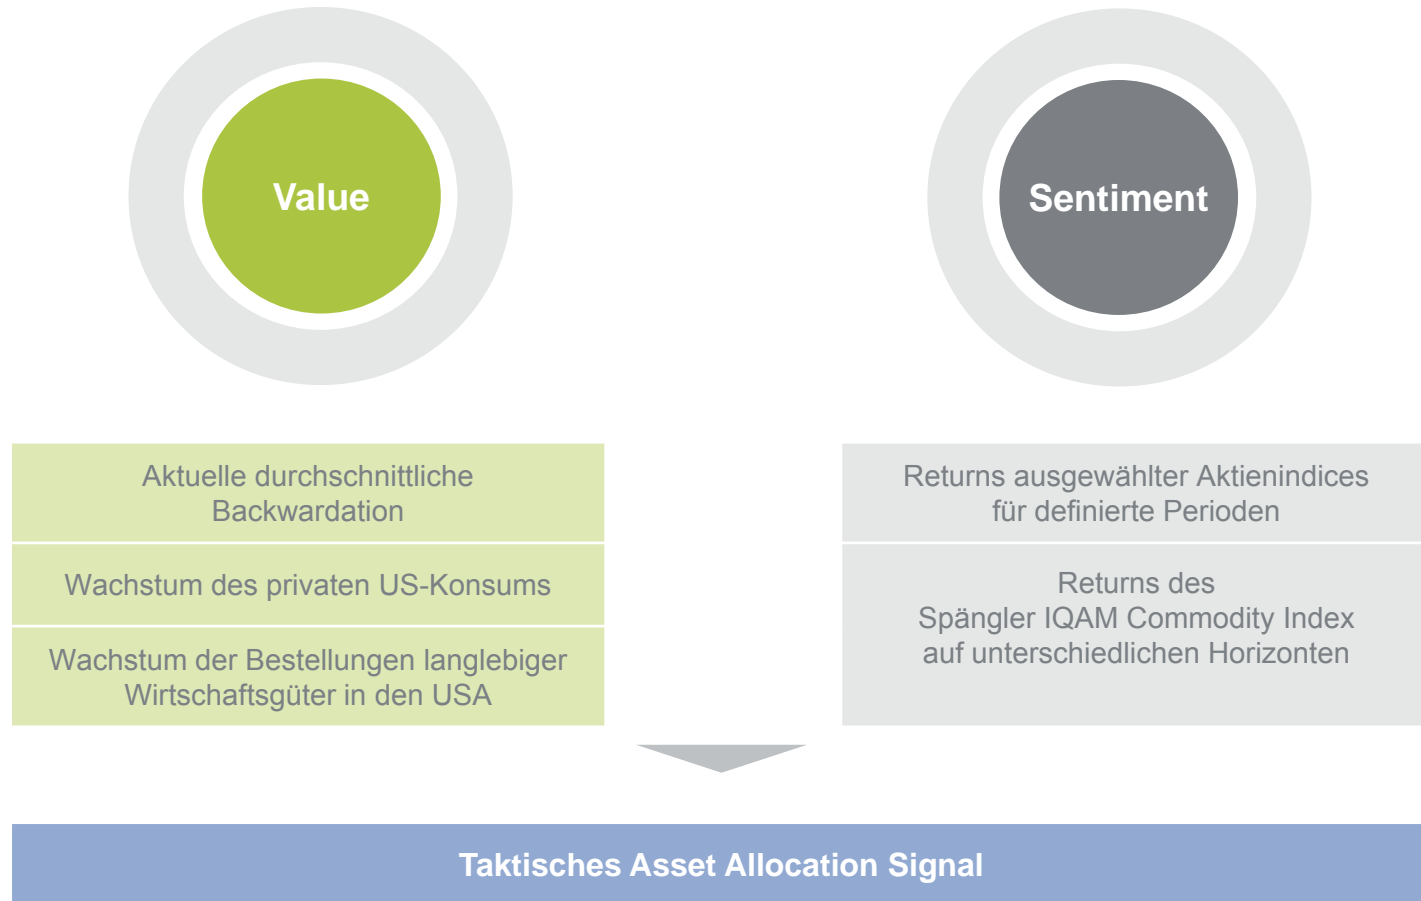 Value
Sentiment
Aktuelle durchschnittliche
Backwardation
Wachstum des privaten US-Konsums
Wachstum der Bestellungen langlebiger
Wirtschaftsgüter in den USA
Returns ausgewählter Aktienindices
für definierte Perioden
Returns des
Spängler IQAM Commodity Index
auf unterschiedlichen Horizonten
Taktisches Asset Allocation Signal